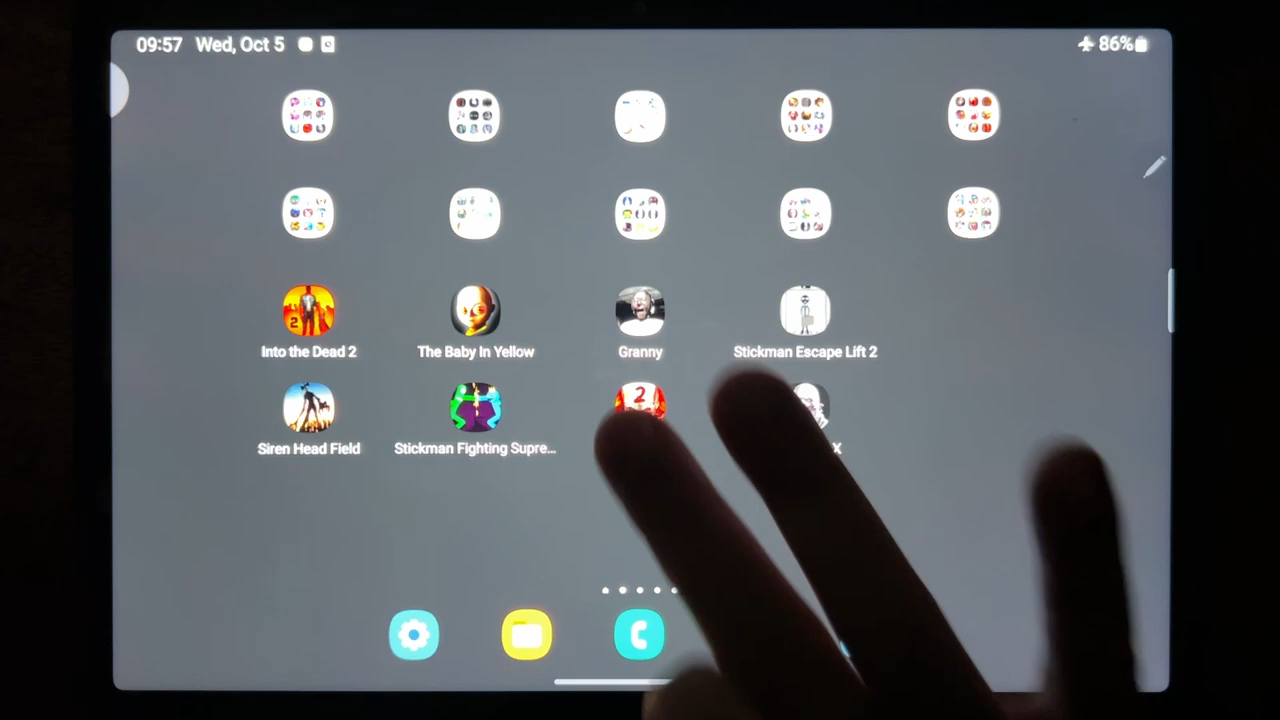 09:57 Wed, Oct 5 86%
Into the Dead 2 The Baby In Yellow Granny Stickman Escape Lift 2
2
Siren Head Field Stickman Fighting Supre... X